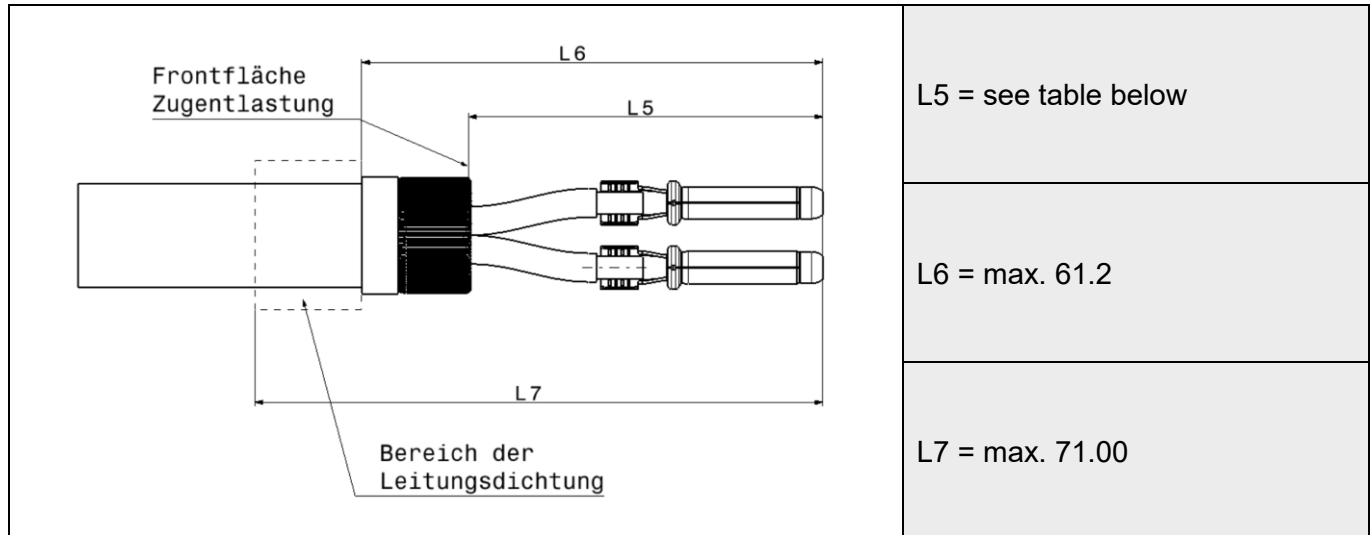 L6
Frontfläche
Zugentlastung
L5
L7
Bereich der
Leitungsdichtung
L5 = see table below
L6 = max. 61.2
L7 = max. 71.00